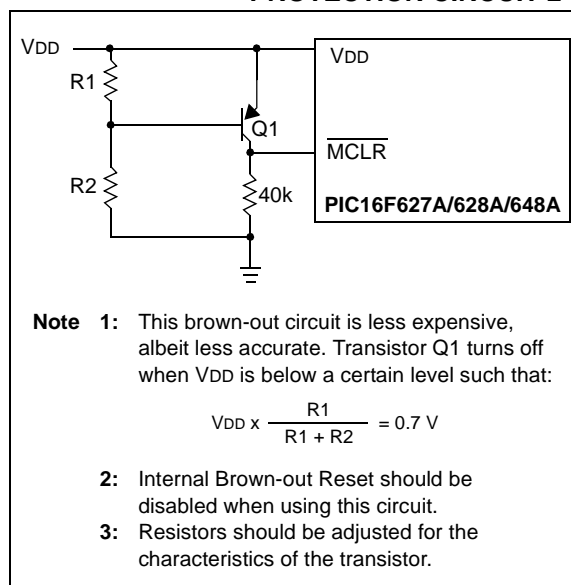 VDD
VDD
R1
Q1
MCLR
R2
40k
PIC16F627A/628A/648A
Note 1: This brown-out circuit is less expensive,
albeit less accurate. Transistor Q1 turns off
when VDD is below a certain level such that:
VDD x R1 / R1 + R2 = 0.7 V
2: Internal Brown-out Reset should be
disabled when using this circuit.
3: Resistors should be adjusted for the
characteristics of the transistor.